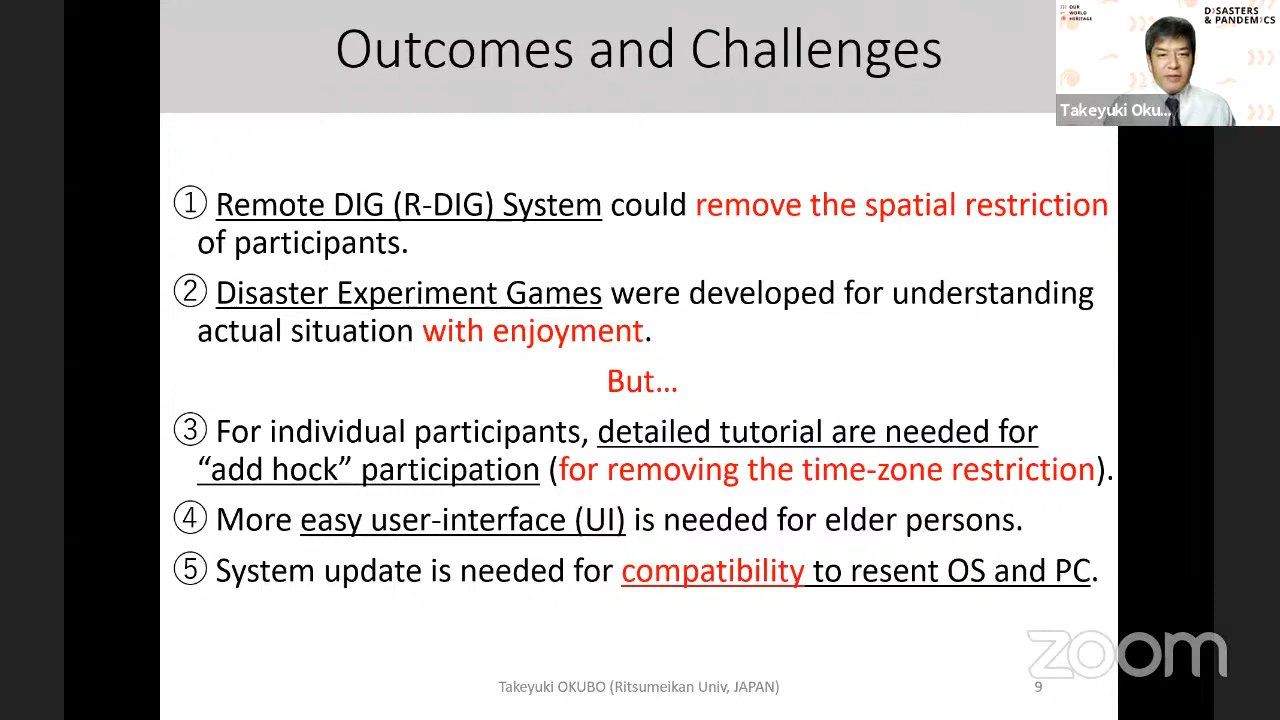 Outcomes and Challenges
OUR
WORLD
HERITAGE
DISASTERS
& PANDEMICS
Takeyuki Oku...
① Remote DIG (R-DIG) System could remove the spatial restriction
of participants.
② Disaster Experiment Games were developed for understanding
actual situation with enjoyment.
But…
③ For individual participants, detailed tutorial are needed for
“add hock” participation (for removing the time-zone restriction).
④ More easy user-interface (UI) is needed for elder persons.
⑤ System update is needed for compatibility to resent OS and PC.
zoom
Takeyuki OKUBO (Ritsumeikan Univ, JAPAN)
9